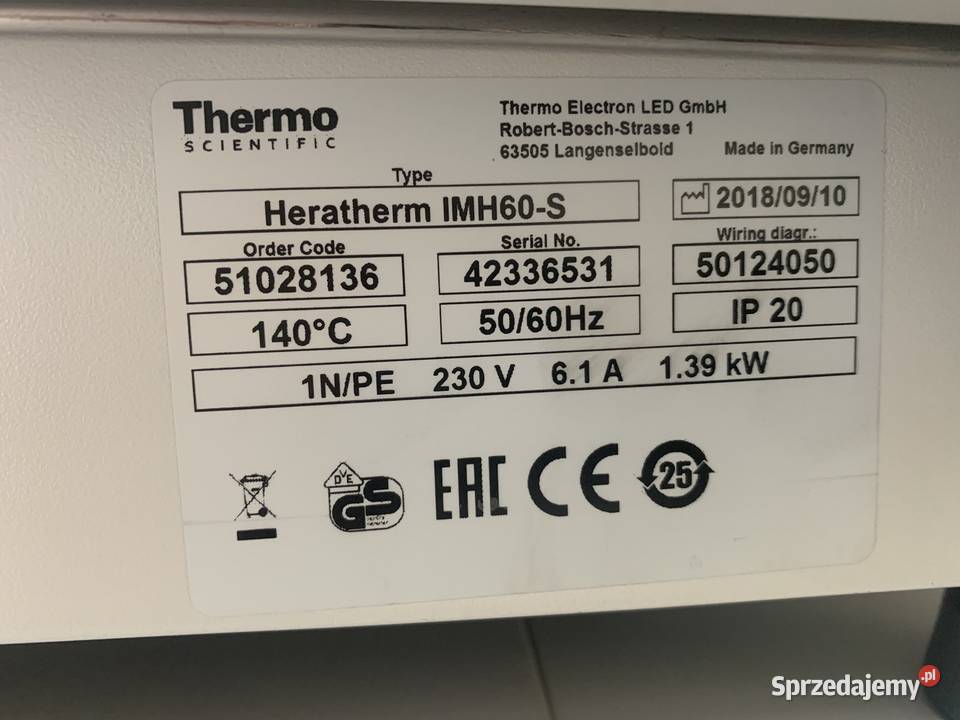 Thermo
SCIENTIFIC
Thermo Electron LED GmbH
Robert-Bosch-Strasse 1
63505 Langenselbold
Made in Germany
Type
Heratherm IMH60-S
2018/09/10
Order Code
Serial No.
Wiring diagr.:
51028136
42336531
50124050
140°C
50/60Hz
IP 20
1N/PE 230 V 6.1 A 1.39 kW
DVE
GS
EAC
CE
25
Sprzedajemy.pl